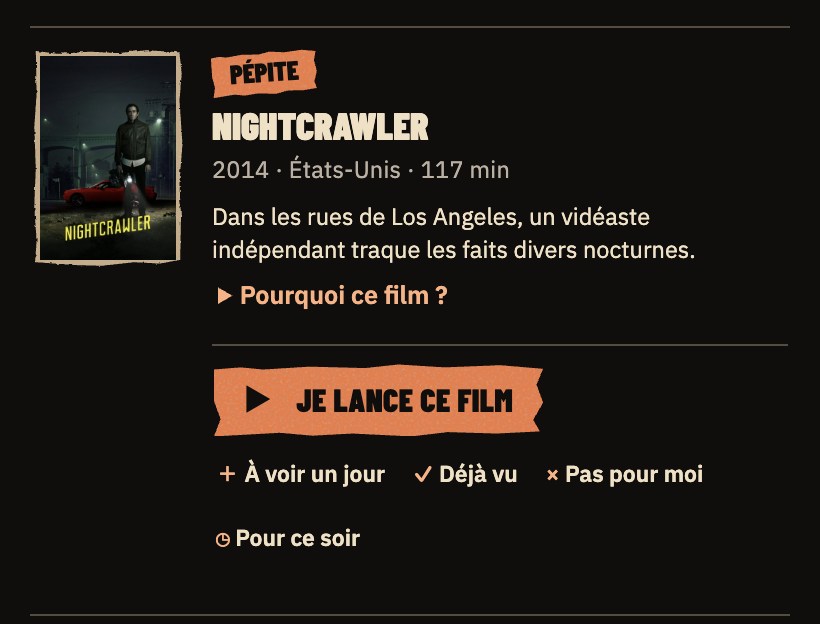 PÉPITE
NIGHTCRAWLER
2014 · États-Unis · 117 min
Dans les rues de Los Angeles, un vidéaste
indépendant traque les faits divers nocturnes.
NIGHTCRAWLER
▶ Pourquoi ce film ?
▶ JE LANCE CE FILM
+ À voir un jour ✓ Déjà vu × Pas pour moi
◷ Pour ce soir